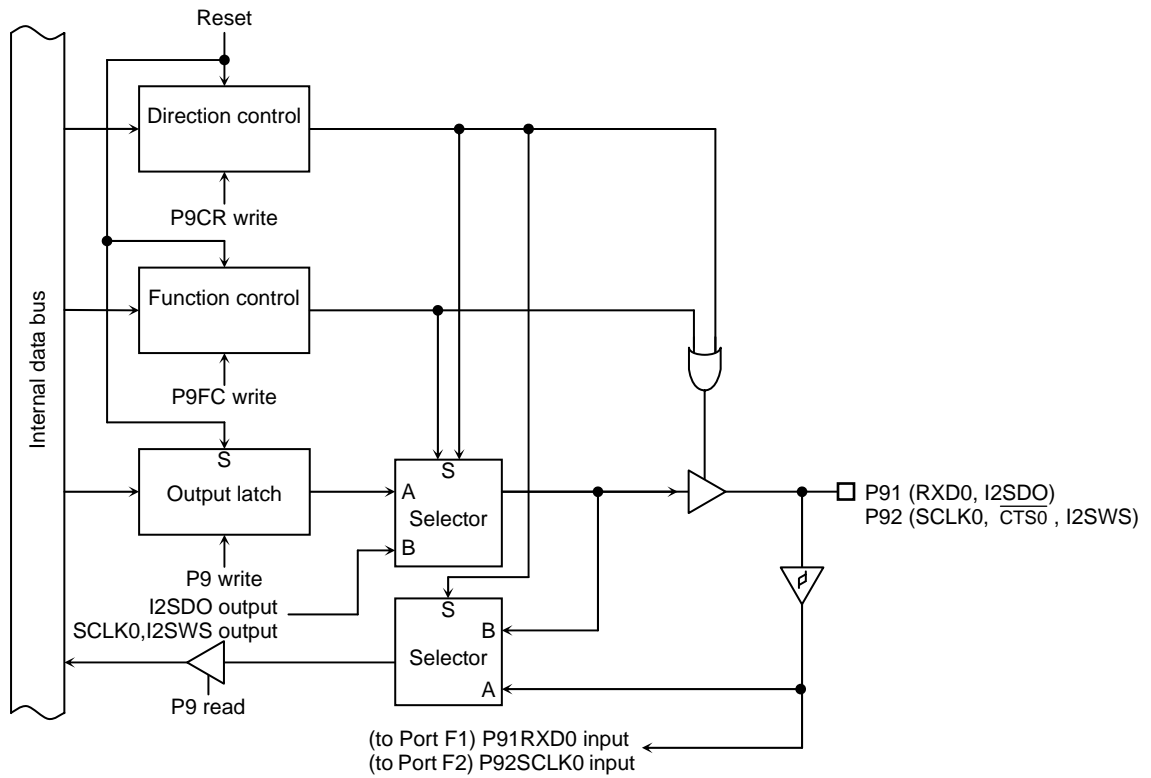 Reset
Direction control
P9CR write
Function control
P9FC write
Internal data bus
S
Output latch
P9 write
S
A
Selector
B
P91 (RXD0, I2SDO)
P92 (SCLK0, CTS0 , I2SWS)
I2SDO output
SCLK0,I2SWS output
S
B
Selector
A
P9 read
(to Port F1) P91RXD0 input
(to Port F2) P92SCLK0 input